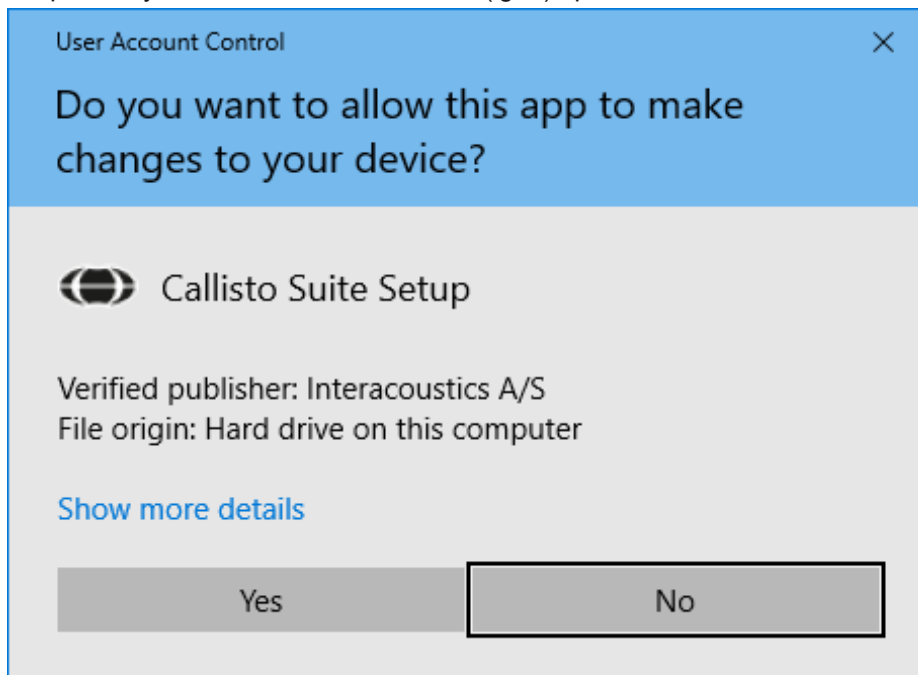 User Account Control
Do you want to allow this app to make
changes to your device?
Callisto Suite Setup
Verified publisher: Interacoustics A/S
File origin: Hard drive on this computer
Show more details
Yes
No